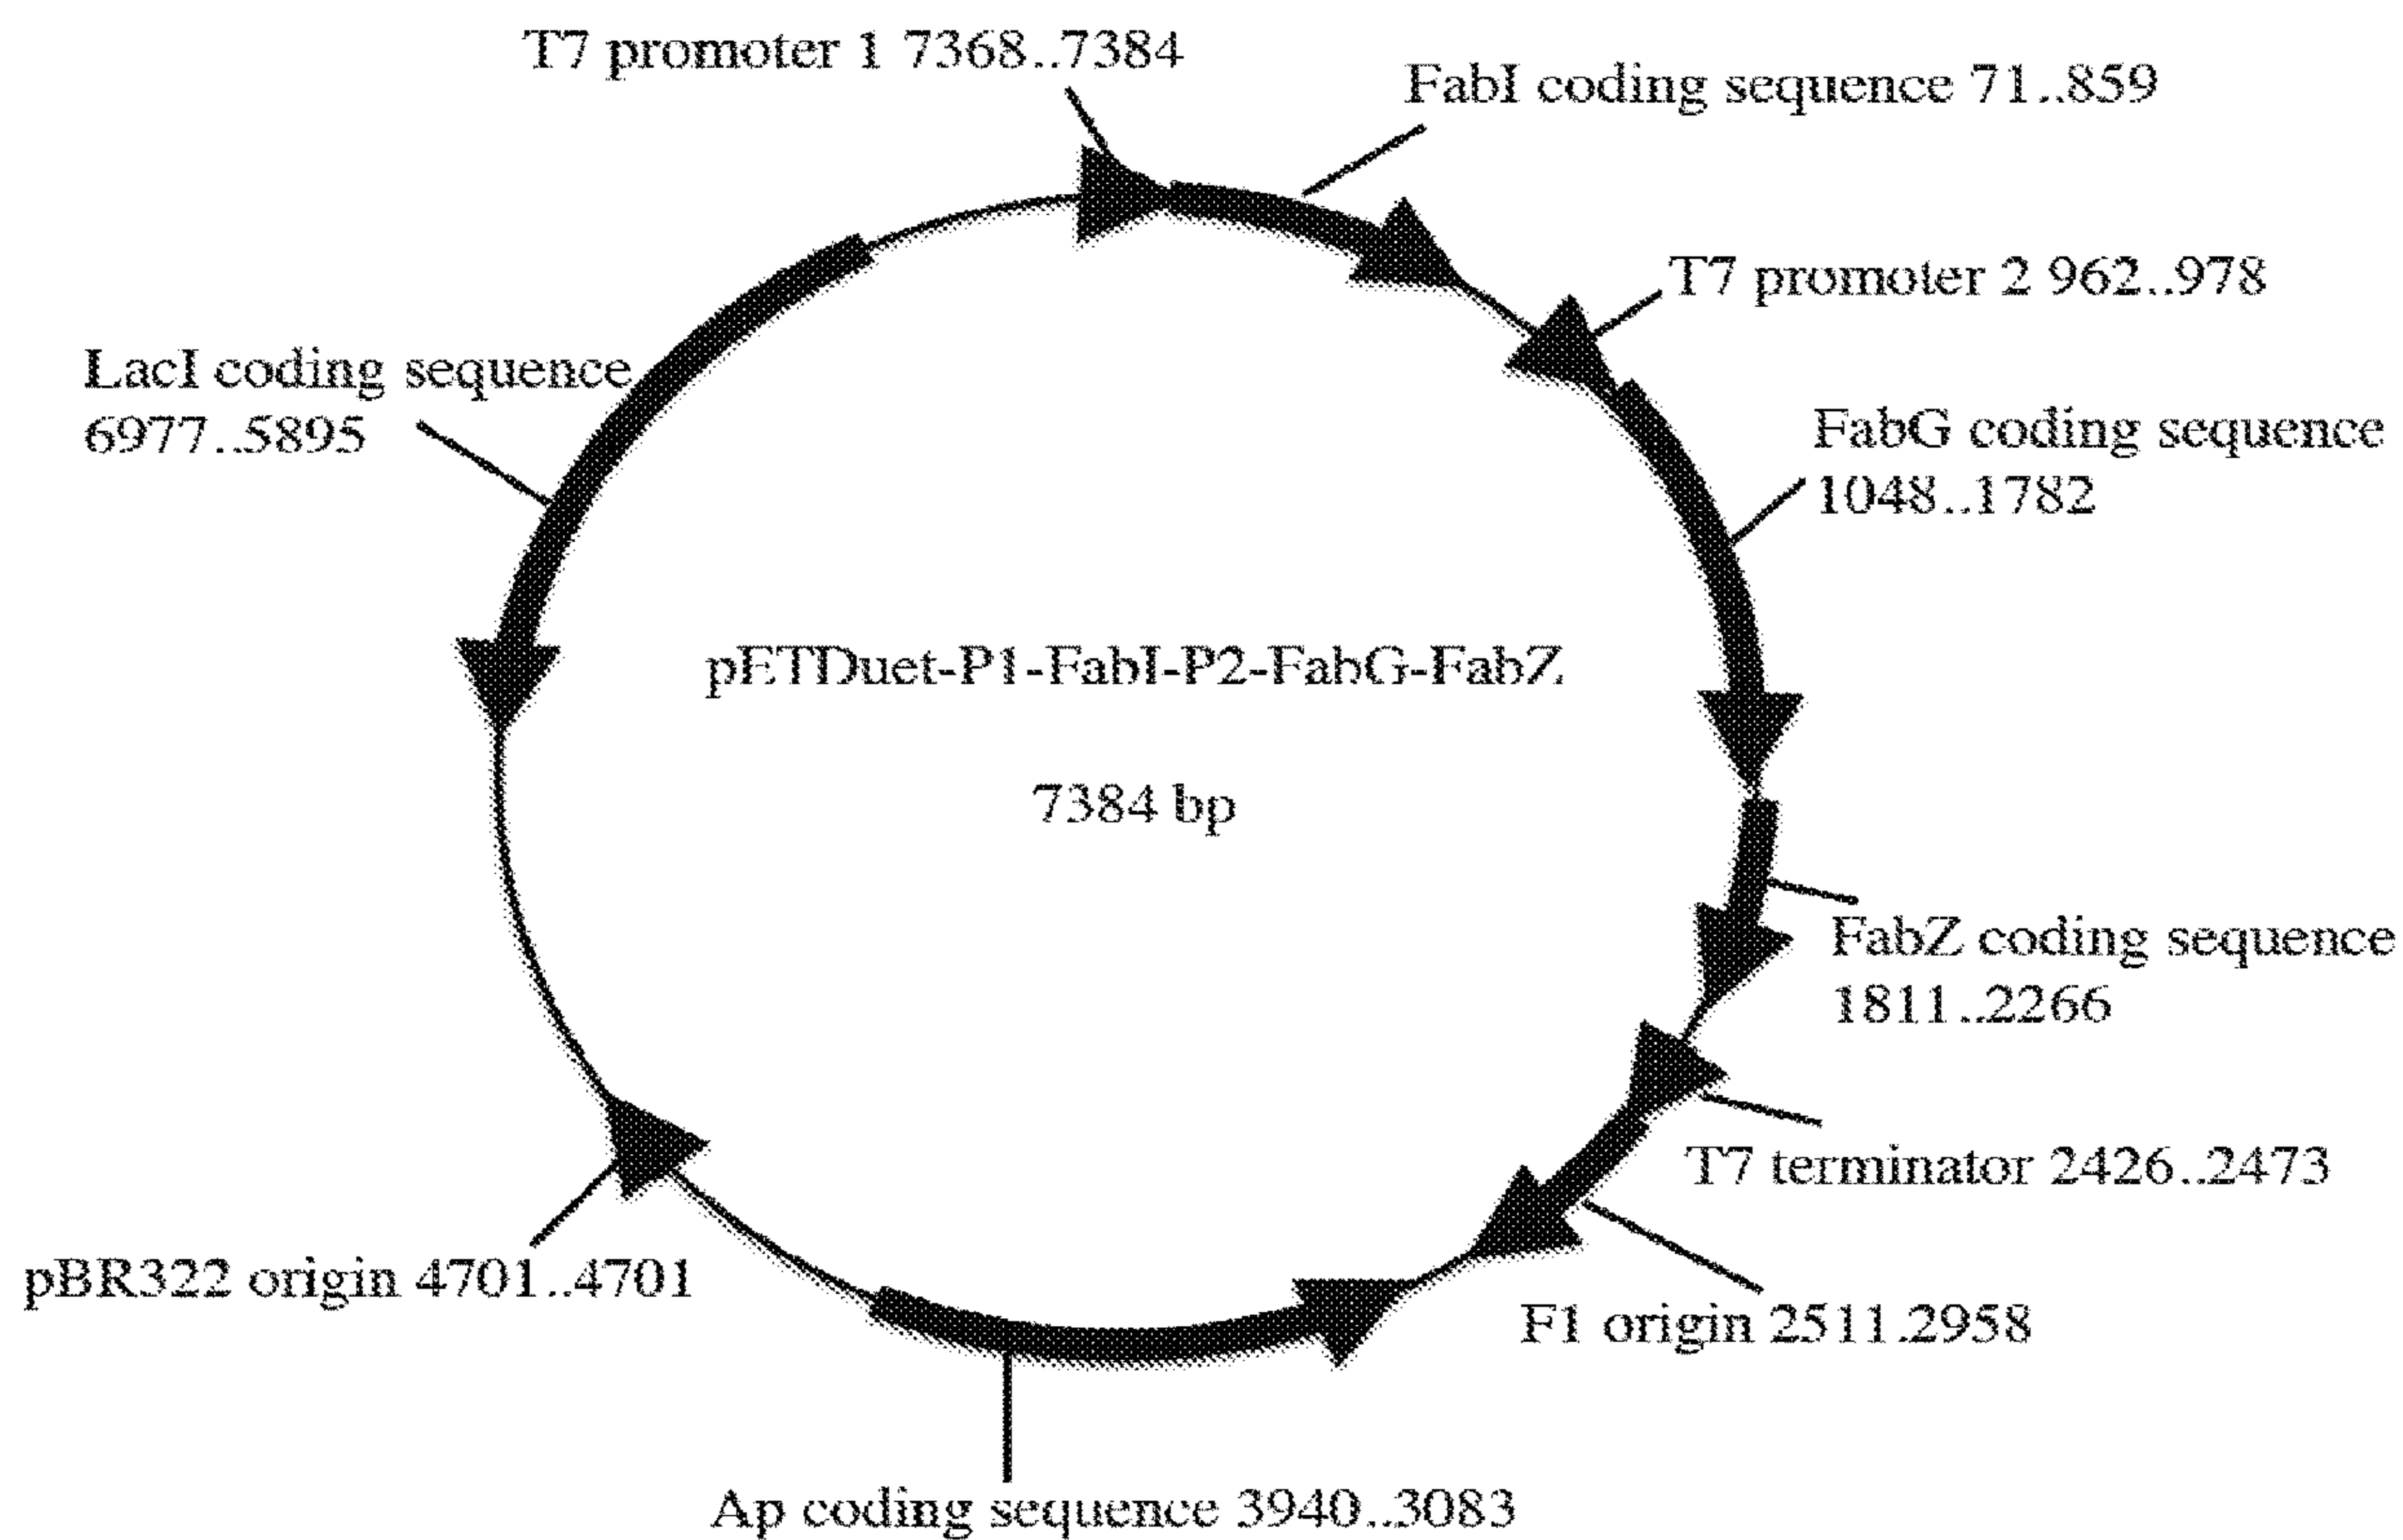 T7 promoter 1 7368..7384
FabI coding sequence 71..859
T7 promoter 2 962..978
LacI coding sequence
6977..5895
FabG coding sequence
1048..1782
pETDuet-P1-FabI-P2-FabG-FabZ
7384 bp
FabZ coding sequence
1811..2266
T7 terminator 2426..2473
pBR322 origin 4701..4701
F1 origin 2511.2958
Ap coding sequence 3940..3083